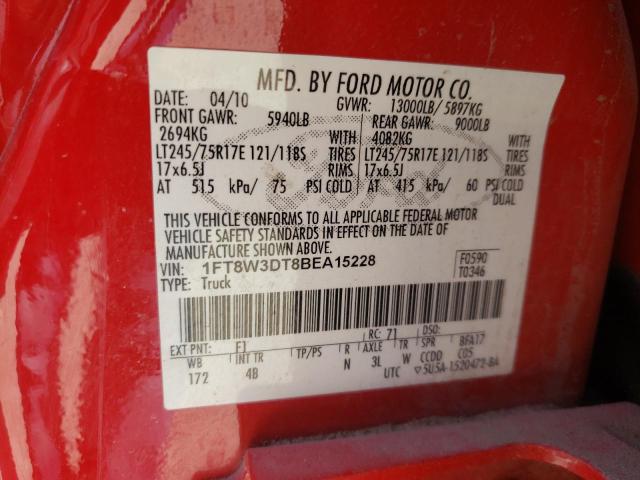 MFD. BY FORD MOTOR CO.
DATE: 04/10 GVWR: 13000LB/ 5897KG
FRONT GAWR: 5940LB REAR GAWR: 9000LB
2694KG WITH 4082KG WITH
LT245/75R17E 121/118S TIRES LT245/75R17E 121/118S TIRES
17x6.5J RIMS 17x6.5J RIMS
AT 515 kPa/ 75 PSI COLD AT 415 kPa/ 60 PSI COLD
DUAL
THIS VEHICLE CONFORMS TO ALL APPLICABLE FEDERAL MOTOR
VEHICLE SAFETY STANDARDS IN EFFECT ON THE DATE OF
MANUFACTURE SHOWN ABOVE.
VIN: 1FT8W3DT8BEA15228 F0590
TYPE: Truck T0346
EXT PNT: F1 RC: 71 DSO:
WB INT TR TP/PS R AXLE TR SPR BFA17
172 4B N 3L W CCDD C05
UTC ▽5U5A-1520472-BA